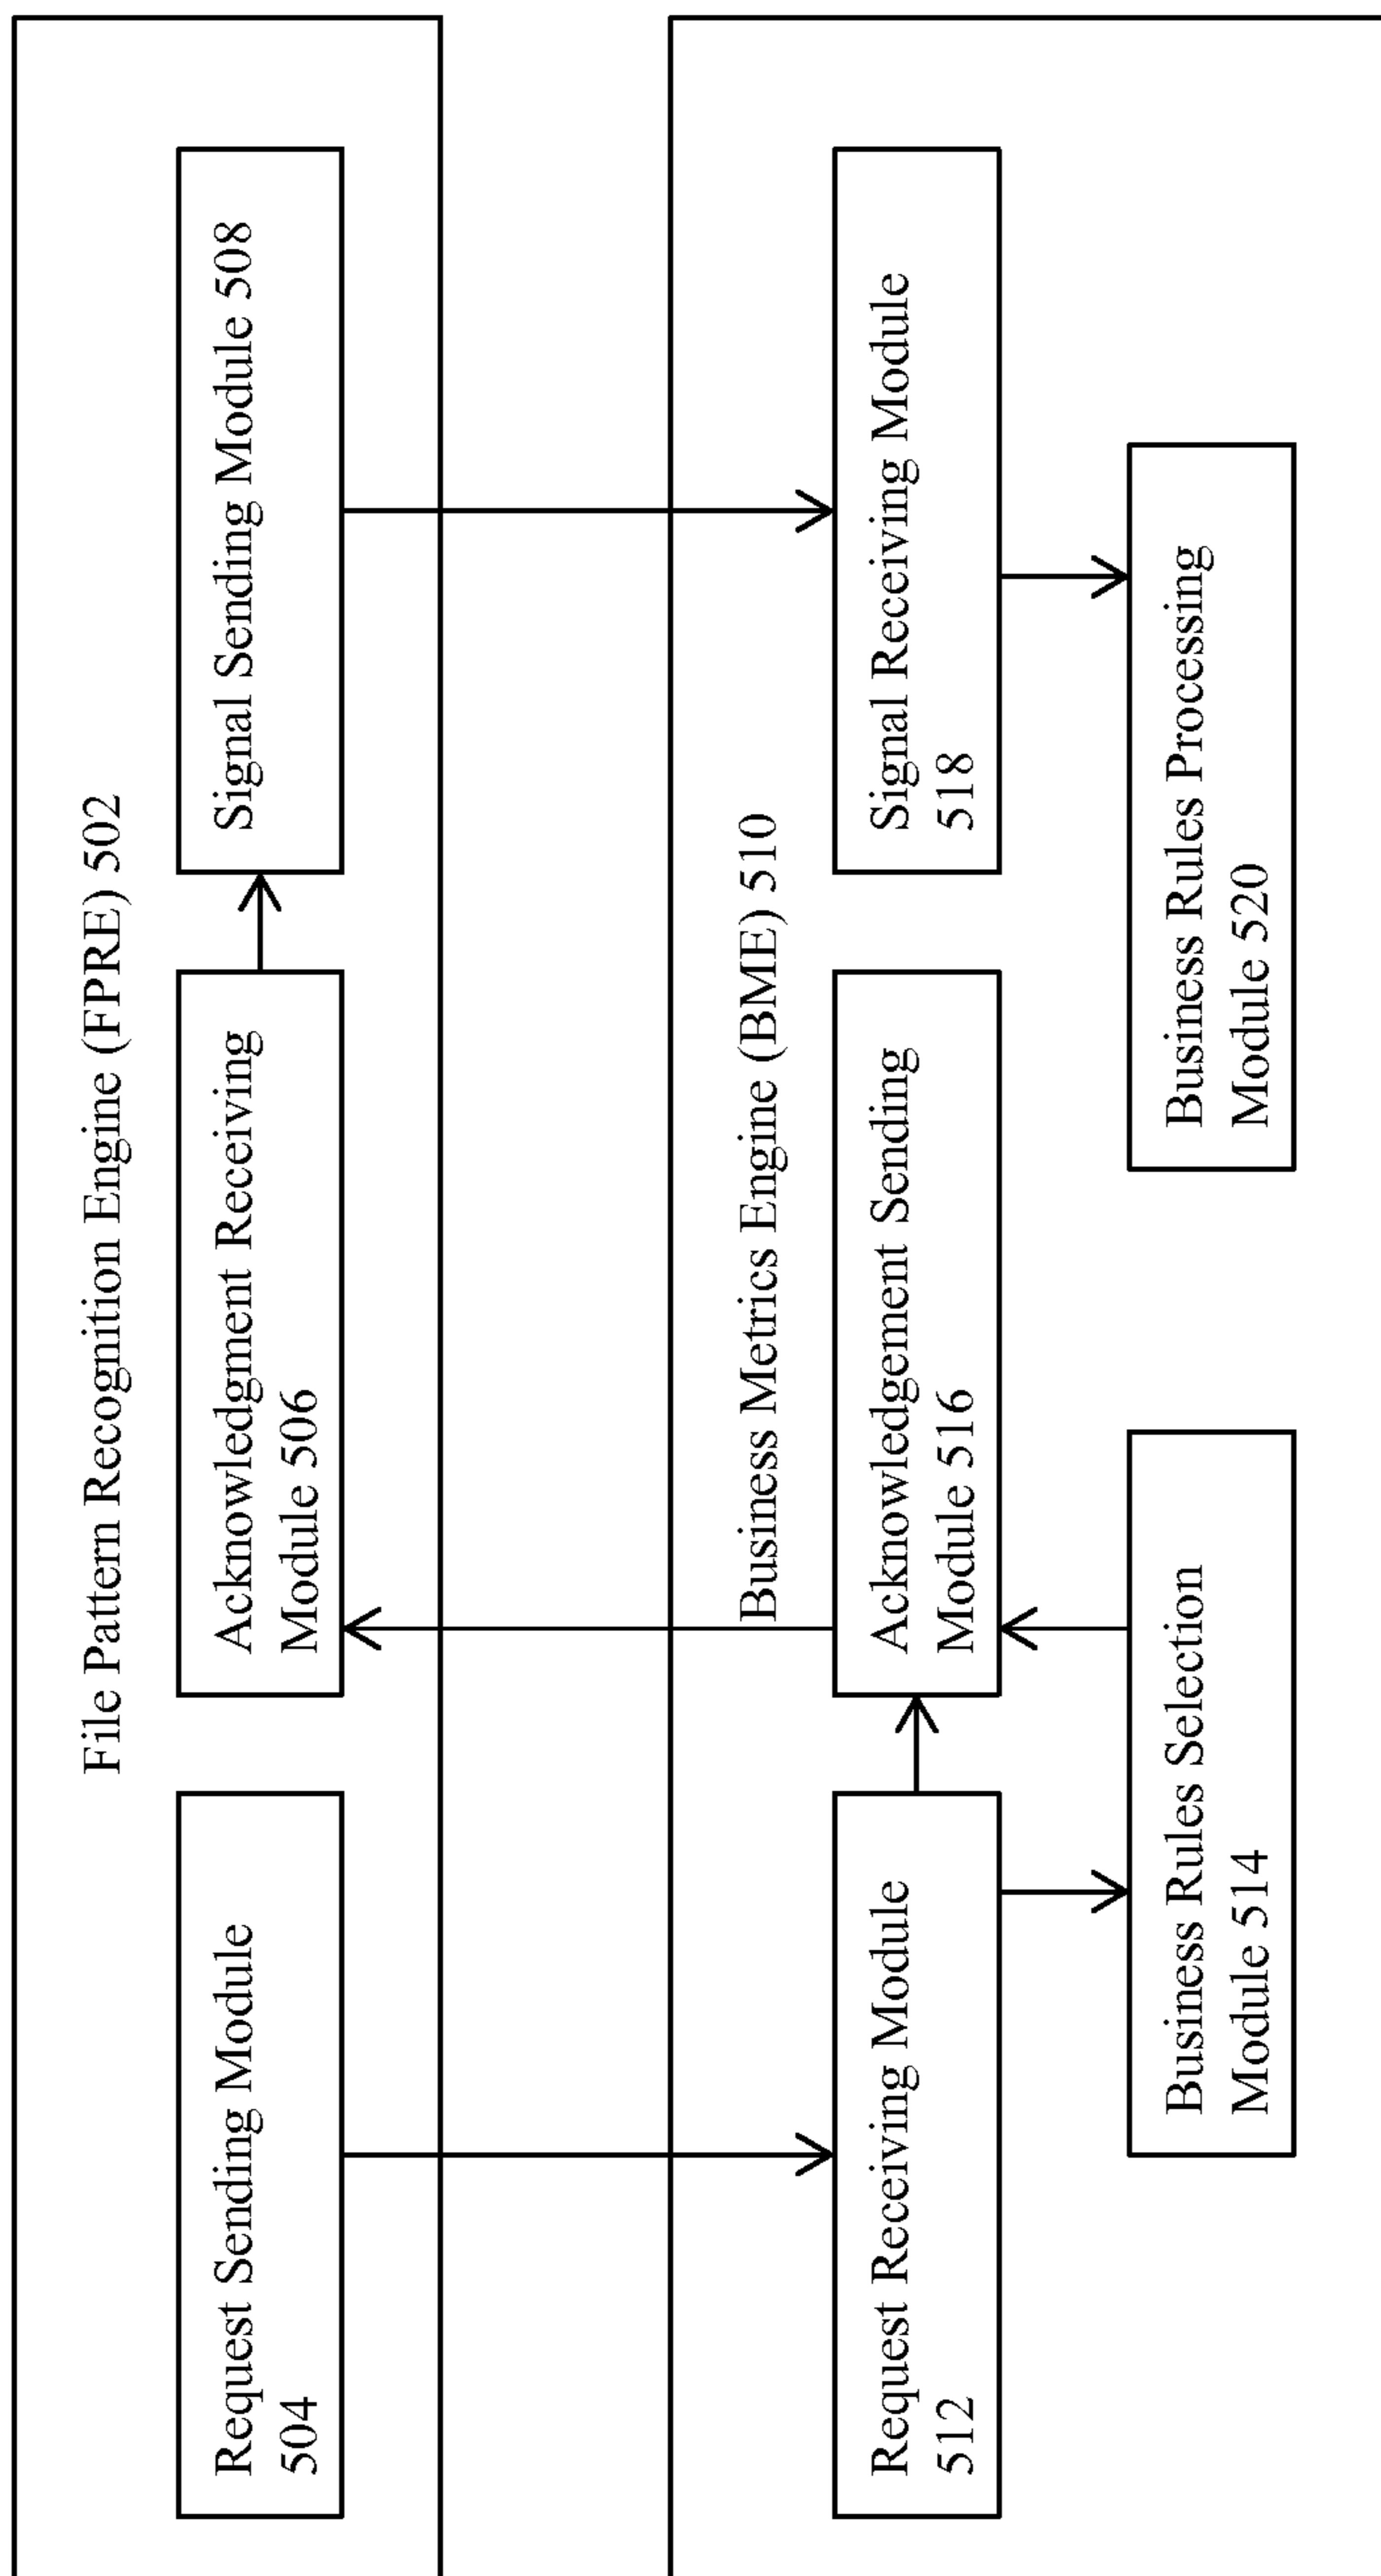 File Pattern Recognition Engine (FPRE) 502
Request Sending Module
504
Acknowledgment Receiving
Module 506
Signal Sending Module 508
Business Metrics Engine (BME) 510
Request Receiving Module
512
Acknowledgement Sending
Module 516
Signal Receiving Module
518
Business Rules Selection
Module 514
Business Rules Processing
Module 520